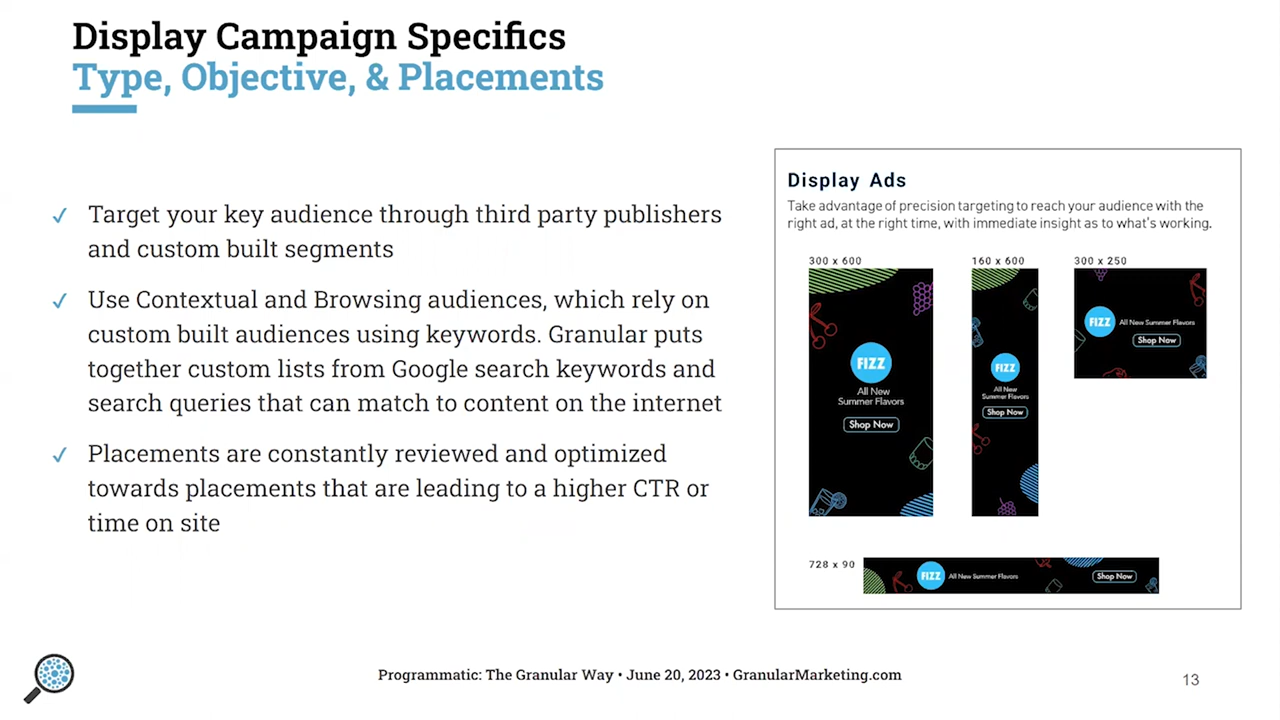 Display Campaign Specifics
Type, Objective, & Placements
✓ Target your key audience through third party publishers
and custom built segments
✓ Use Contextual and Browsing audiences, which rely on
custom built audiences using keywords. Granular puts
together custom lists from Google search keywords and
search queries that can match to content on the internet
✓ Placements are constantly reviewed and optimized
towards placements that are leading to a higher CTR or
time on site
Display Ads
Take advantage of precision targeting to reach your audience with the
right ad, at the right time, with immediate insight as to what's working.
300 x 600
FIZZ
All New
Summer Flavors
Shop Now
160 x 600
FIZZ
All New
Summer Flavors
Shop Now
300 x 250
FIZZ
All New Summer Flavors
Shop Now
728 x 90
FIZZ
All New Summer Flavors
Shop Now
Programmatic: The Granular Way • June 20, 2023 • GranularMarketing.com
13